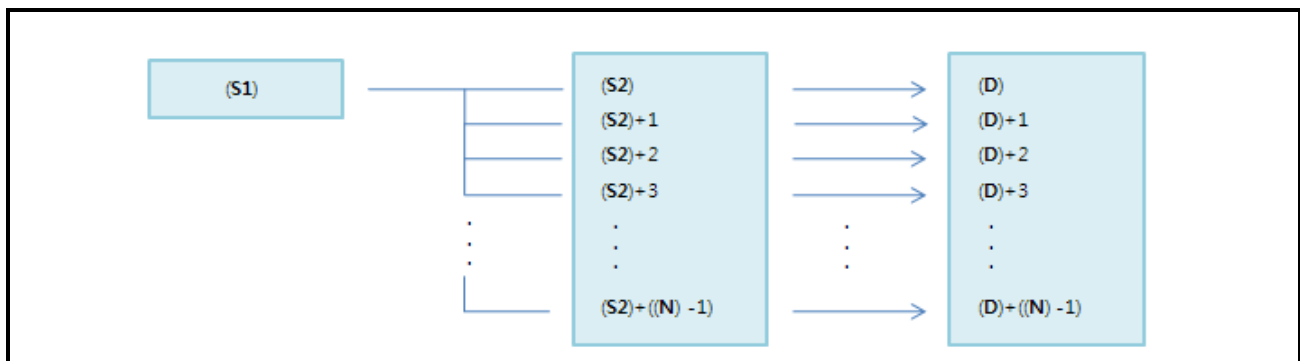 (S1)
(S2)
(S2)+1
(S2)+2
(S2)+3
.
.
.
(S2)+((N) -1)
(D)
(D)+1
(D)+2
(D)+3
.
.
.
(D)+((N) -1)